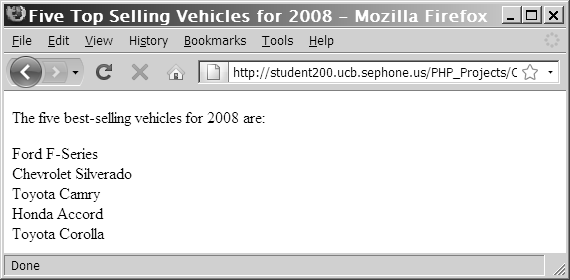 Five Top Selling Vehicles for 2008 - Mozilla Firefox
File Edit View History Bookmarks Tools Help
http://student200.ucb.sephone.us/PHP_Projects/C
The five best-selling vehicles for 2008 are:
Ford F-Series
Chevrolet Silverado
Toyota Camry
Honda Accord
Toyota Corolla
Done